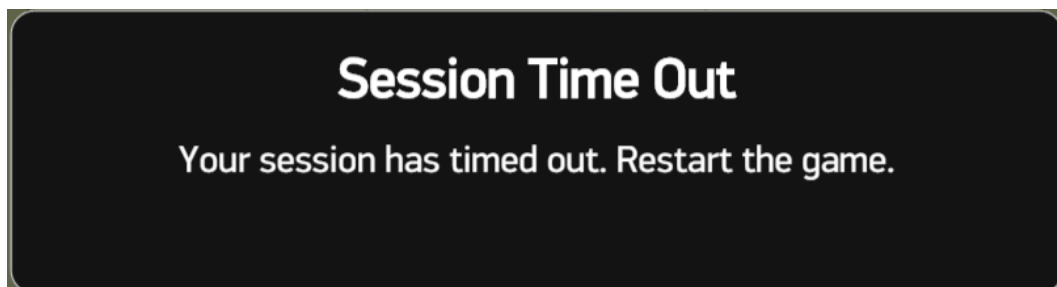 Session Time Out
Your session has timed out. Restart the game.